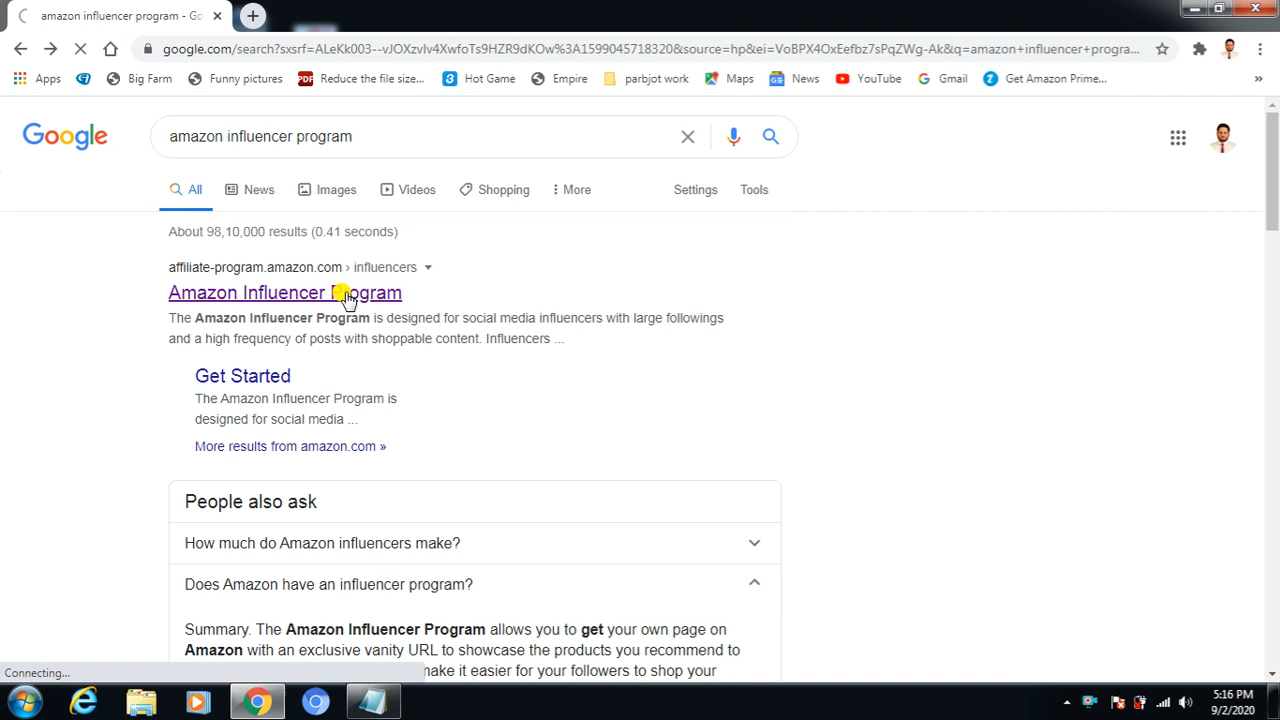 amazon influencer program - Go
google.com/search?sxsrf=ALeKk003--vJOXzvIv4XwfoTs9HZR9dKOw%3A1599045718320&source=hp&ei=VoBPX4OxEefbz7sPqZWg-Ak&q=amazon+influencer+progra...
Apps Big Farm Funny pictures PDF Reduce the file size... Hot Game Empire parbjot work Maps News YouTube Gmail Get Amazon Prime... »
Google amazon influencer program
All News Images Videos Shopping More Settings Tools
About 98,10,000 results (0.41 seconds)
affiliate-program.amazon.com › influencers
Amazon Influencer Program
The Amazon Influencer Program is designed for social media influencers with large followings
and a high frequency of posts with shoppable content. Influencers ...
Get Started
The Amazon Influencer Program is
designed for social media ...
More results from amazon.com »
People also ask
How much do Amazon influencers make?
Does Amazon have an influencer program?
Summary. The Amazon Influencer Program allows you to get your own page on
Amazon with an exclusive vanity URL to showcase the products you recommend to
make it easier for your followers to shop your
Connecting...
5:16 PM
9/2/2020